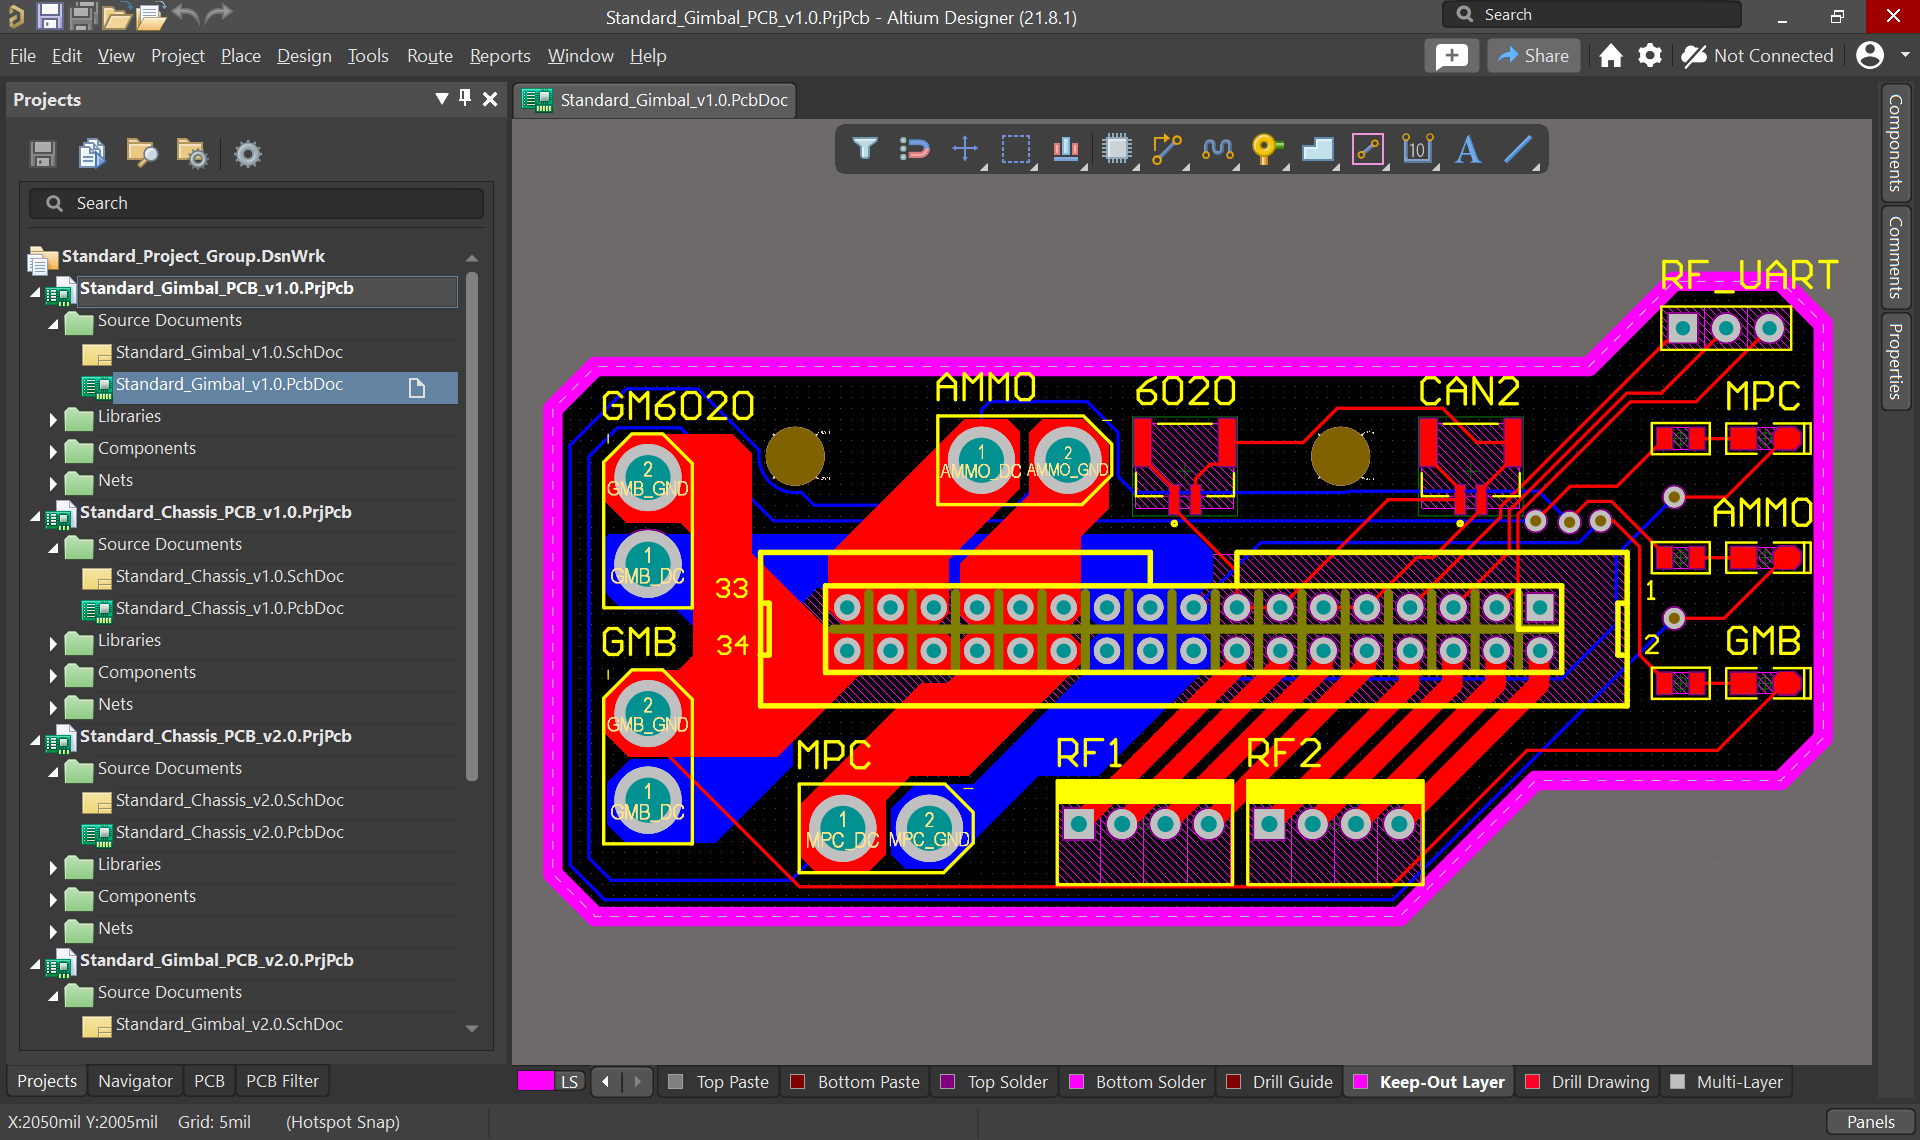 Standard_Gimbal_PCB_v1.0.PrjPcb - Altium Designer (21.8.1)
Search
File Edit View Project Place Design Tools Route Reports Window Help
Share
Not Connected
Projects
Standard_Gimbal_v1.0.PcbDoc
Search
Standard_Project_Group.DsnWrk
Standard_Gimbal_PCB_v1.0.PrjPcb
Source Documents
Standard_Gimbal_v1.0.SchDoc
Standard_Gimbal_v1.0.PcbDoc
Libraries
Components
Nets
Standard_Chassis_PCB_v1.0.PrjPcb
Source Documents
Standard_Chassis_v1.0.SchDoc
Standard_Chassis_v1.0.PcbDoc
Libraries
Components
Nets
Standard_Chassis_PCB_v2.0.PrjPcb
Source Documents
Standard_Chassis_v2.0.SchDoc
Standard_Chassis_v2.0.PcbDoc
Libraries
Components
Nets
Standard_Gimbal_PCB_v2.0.PrjPcb
Source Documents
Standard_Gimbal_v2.0.SchDoc
Projects Navigator PCB PCB Filter
10
A
RF_UART
GM6020
AMMO
6020
CAN2
MPC
2
GMB_GND
1
AMMO_DC
2
AMMO_GND
1
GMB_DC
AMMO
33
34
1
2
GMB
GMB
2
GMB_GND
1
GMB_DC
MPC
RF1
RF2
1
MPC_DC
2
MPC_GND
Components
Comments
Properties
LS
Top Paste
Bottom Paste
Top Solder
Bottom Solder
Drill Guide
Keep-Out Layer
Drill Drawing
Multi-Layer
X:2050mil Y:2005mil Grid: 5mil (Hotspot Snap)
Panels